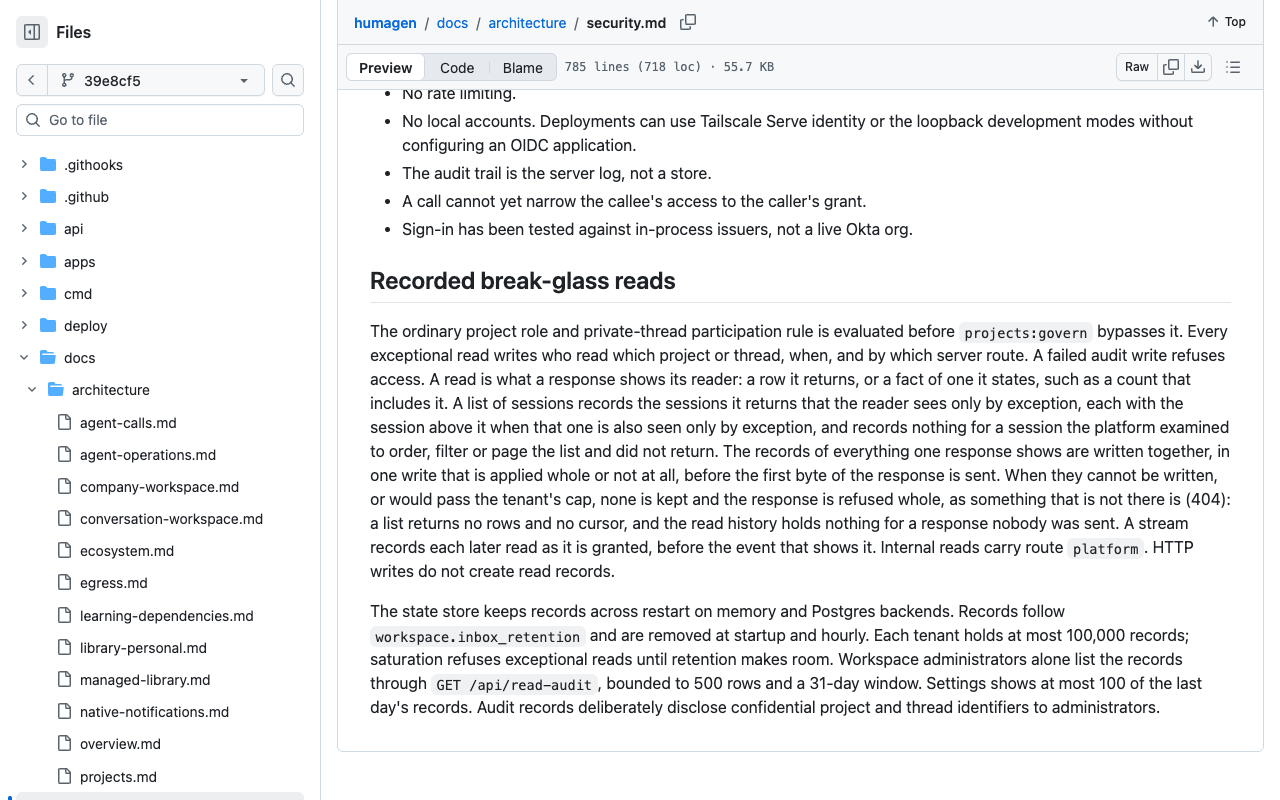 Files
humagen / docs / architecture / security.md
Top
39e8cf5
Preview Code Blame 785 lines (718 loc) · 55.7 KB
Raw
Go to file
.githooks
.github
api
apps
cmd
deploy
docs
architecture
agent-calls.md
agent-operations.md
company-workspace.md
conversation-workspace.md
ecosystem.md
egress.md
learning-dependencies.md
library-personal.md
managed-library.md
native-notifications.md
overview.md
projects.md
• No rate limiting.
• No local accounts. Deployments can use Tailscale Serve identity or the loopback development modes without
configuring an OIDC application.
• The audit trail is the server log, not a store.
• A call cannot yet narrow the callee's access to the caller's grant.
• Sign-in has been tested against in-process issuers, not a live Okta org.
Recorded break-glass reads
The ordinary project role and private-thread participation rule is evaluated before projects:govern bypasses it. Every
exceptional read writes who read which project or thread, when, and by which server route. A failed audit write refuses
access. A read is what a response shows its reader: a row it returns, or a fact of one it states, such as a count that
includes it. A list of sessions records the sessions it returns that the reader sees only by exception, each with the
session above it when that one is also seen only by exception, and records nothing for a session the platform examined
to order, filter or page the list and did not return. The records of everything one response shows are written together, in
one write that is applied whole or not at all, before the first byte of the response is sent. When they cannot be written,
or would pass the tenant's cap, none is kept and the response is refused whole, as something that is not there is (404):
a list returns no rows and no cursor, and the read history holds nothing for a response nobody was sent. A stream
records each later read as it is granted, before the event that shows it. Internal reads carry route platform. HTTP
writes do not create read records.
The state store keeps records across restart on memory and Postgres backends. Records follow
workspace.inbox_retention and are removed at startup and hourly. Each tenant holds at most 100,000 records;
saturation refuses exceptional reads until retention makes room. Workspace administrators alone list the records
through GET /api/read-audit, bounded to 500 rows and a 31-day window. Settings shows at most 100 of the last
day's records. Audit records deliberately disclose confidential project and thread identifiers to administrators.